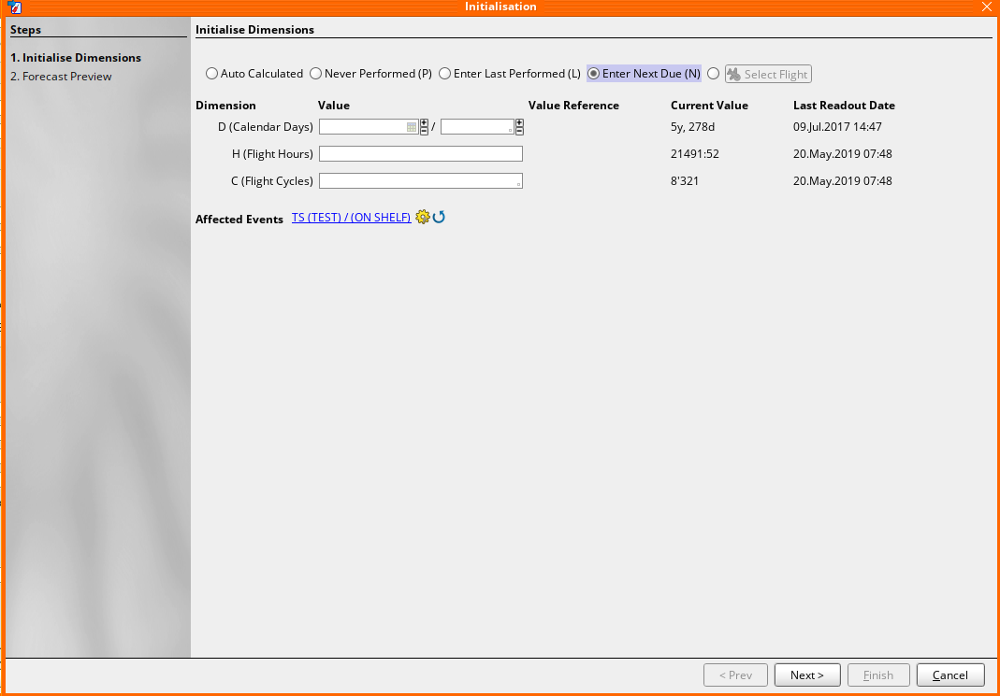 Initialisation
Steps
1. Initialise Dimensions
2. Forecast Preview
Initialise Dimensions
Auto Calculated Never Performed (P) Enter Last Performed (L) Enter Next Due (N) Select Flight
Dimension Value Value Reference Current Value Last Readout Date
D (Calendar Days) / 5y, 278d 09.Jul.2017 14:47
H (Flight Hours) 21491:52 20.May.2019 07:48
C (Flight Cycles) 8'321 20.May.2019 07:48
Affected Events TS (TEST) / (ON SHELF)
< Prev Next > Finish Cancel